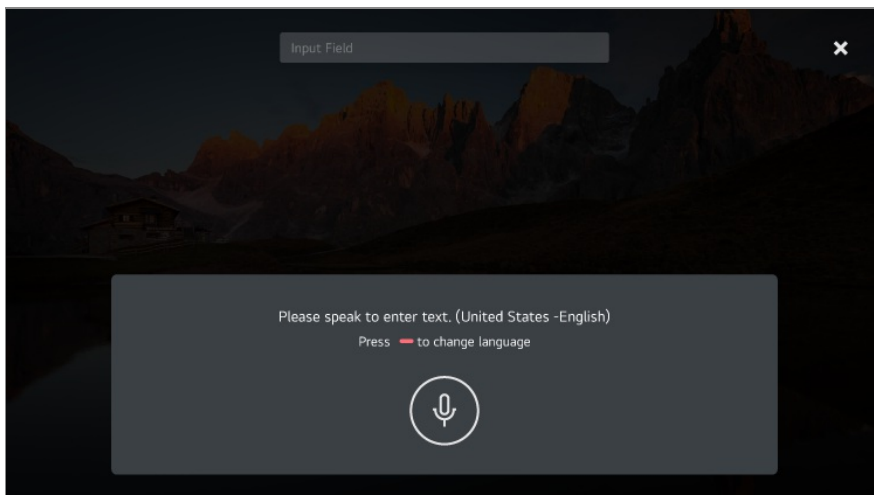 Input Field
Please speak to enter text. (United States -English)
Press to change language